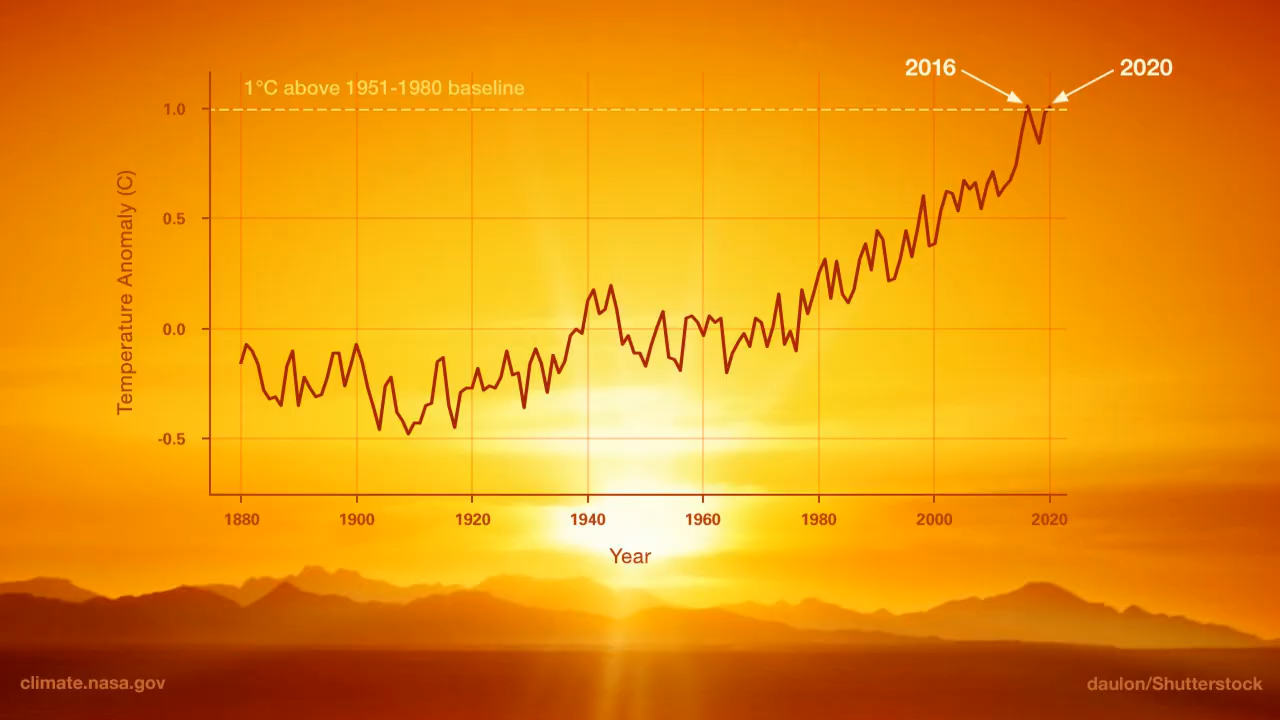 2016
2020
1°C above 1951-1980 baseline
1.0
0.5
0.0
-0.5
Temperature Anomaly (C)
1880 1900 1920 1940 1960 1980 2000 2020
Year
climate.nasa.gov
daulon/Shutterstock